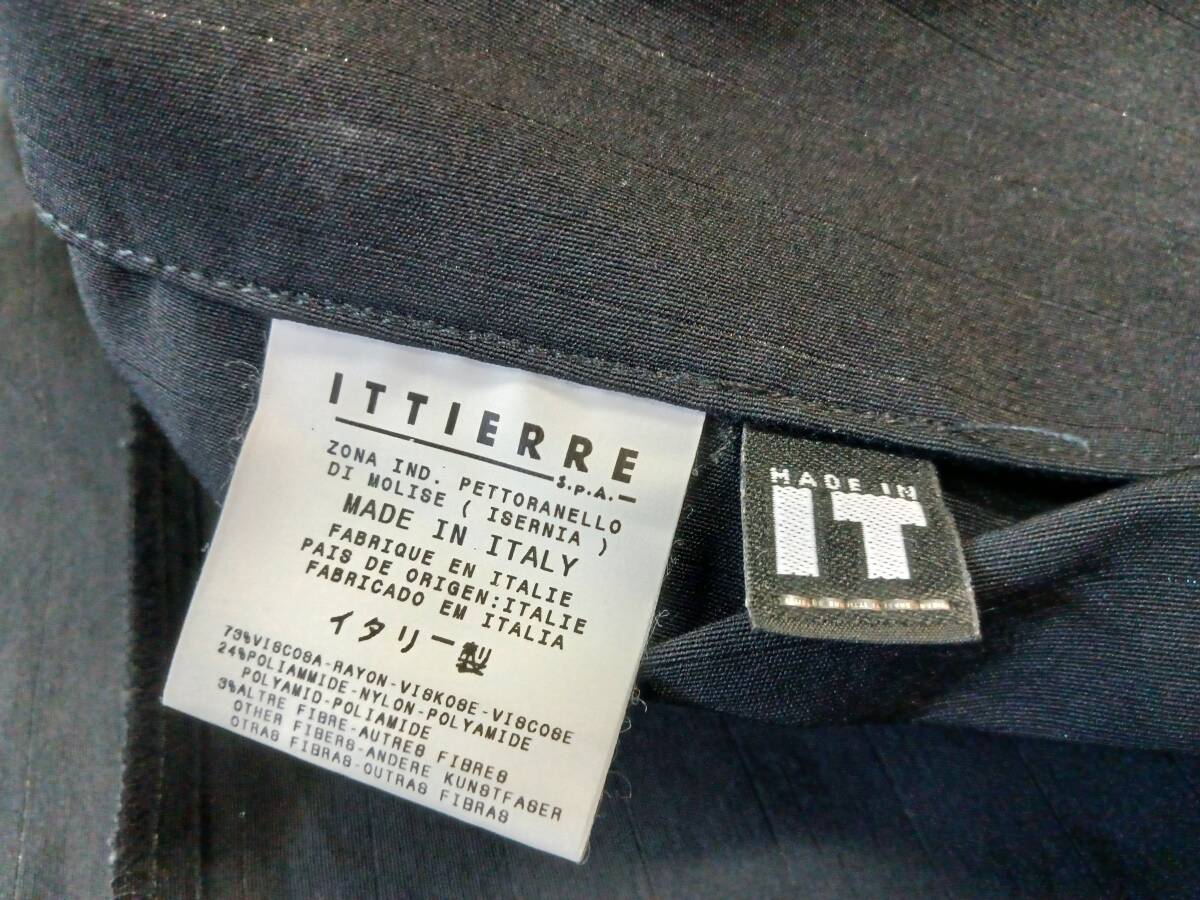 ITTIERRE
S.P.A.
ZONA IND. PETTORANELLO
DI MOLISE ( ISERNIA )
MADE IN ITALY
FABRIQUE EN ITALIE
PAIS DE ORIGEN:ITALIE
FABRICADO EM ITALIA
イタリー製
73%VISCOSA-RAYON-VISKOSE-VISCOSE
24%POLIAMMIDE-NYLON-POLYAMIDE
POLYAMID-POLIAMIDE
3%ALTRE FIBRE-AUTRES FIBRES
OTHER FIBERS-ANDERE KUNSTFASER
OTRAS FIBRAS-OUTRAS FIBRAS
MADE IN
IT